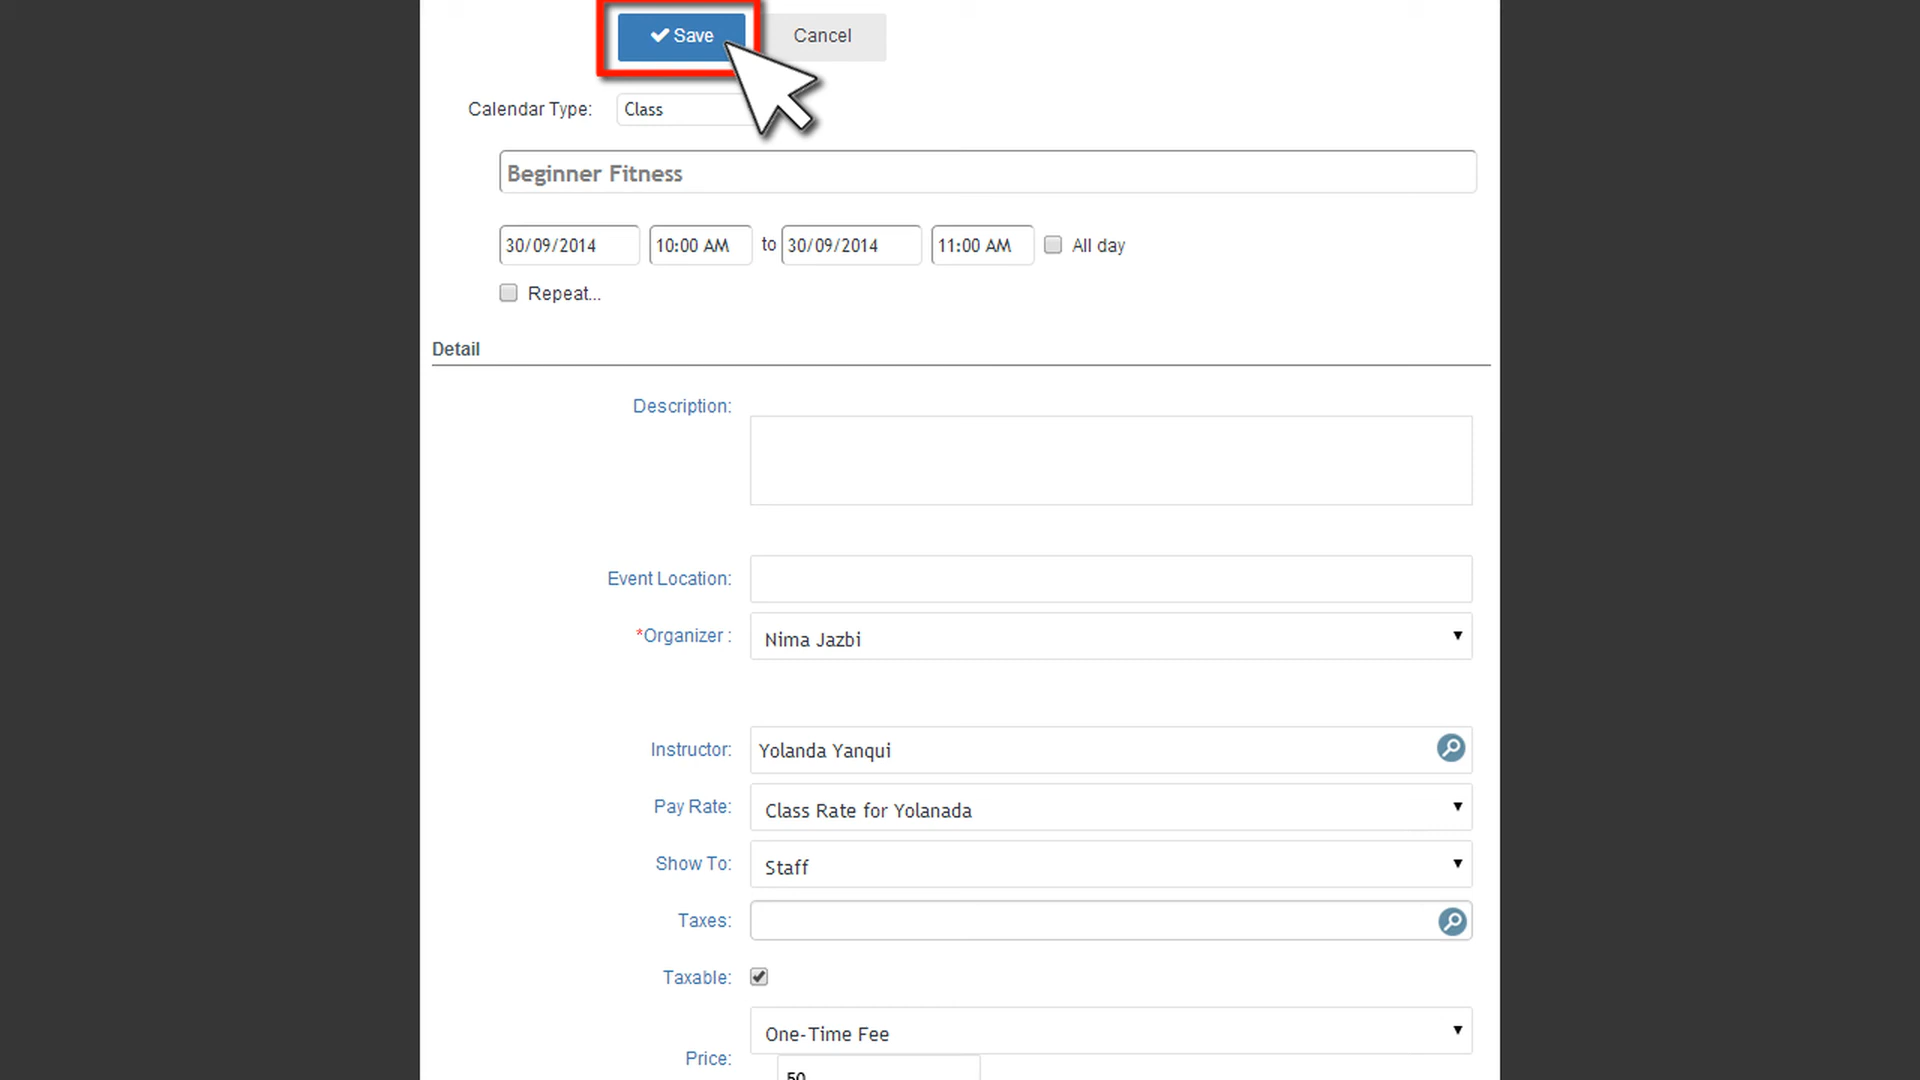 Save Cancel
Calendar Type: Class
Beginner Fitness
30/09/2014 10:00 AM to 30/09/2014 11:00 AM All day
Repeat...
Detail
Description:
Event Location:
*Organizer : Nima Jazbi
Instructor: Yolanda Yanqui
Pay Rate: Class Rate for Yolanada
Show To: Staff
Taxes:
Taxable:
One-Time Fee
Price:
50